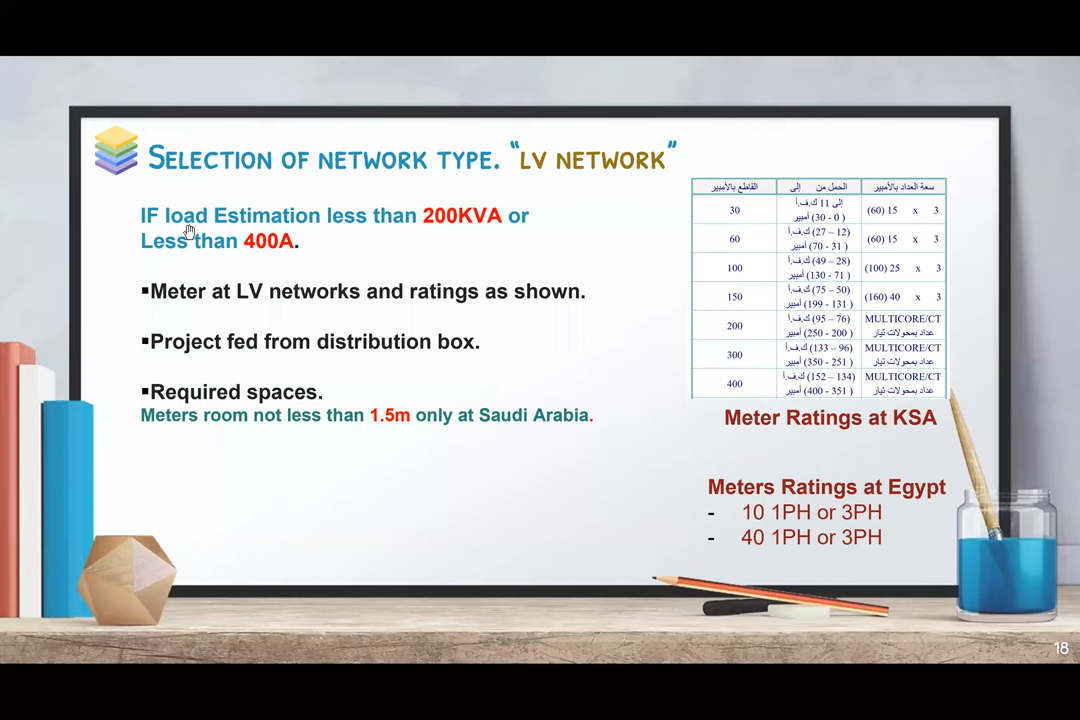 SELECTION OF NETWORK TYPE. “LV NETWORK”
IF load Estimation less than 200KVA or
Less than 400A.
▪Meter at LV networks and ratings as shown.
▪Project fed from distribution box.
▪Required spaces.
Meters room not less than 1.5m only at Saudi Arabia.
سعة العداد بالأمبير الحمل من إلى القاطع بالأمبير
3 x 15 (60) إلى 11 ك.ف.أ 30
(0 - 30) أمبير
3 x 15 (60) (12 – 27) ك.ف.أ 60
(31 - 70) أمبير
3 x 25 (100) (28 – 49) ك.ف.أ 100
(71 - 130) أمبير
3 x 40 (160) (50 – 75) ك.ف.أ 150
(131 - 199) أمبير
MULTICORE/CT (76 – 95) ك.ف.أ 200
عداد بمحولات تيار (200 - 250) أمبير
MULTICORE/CT (96 – 133) ك.ف.أ 300
عداد بمحولات تيار (251 - 350) أمبير
MULTICORE/CT (134 – 152) ك.ف.أ 400
عداد بمحولات تيار (351 - 400) أمبير
Meter Ratings at KSA
Meters Ratings at Egypt
- 10 1PH or 3PH
- 40 1PH or 3PH
18